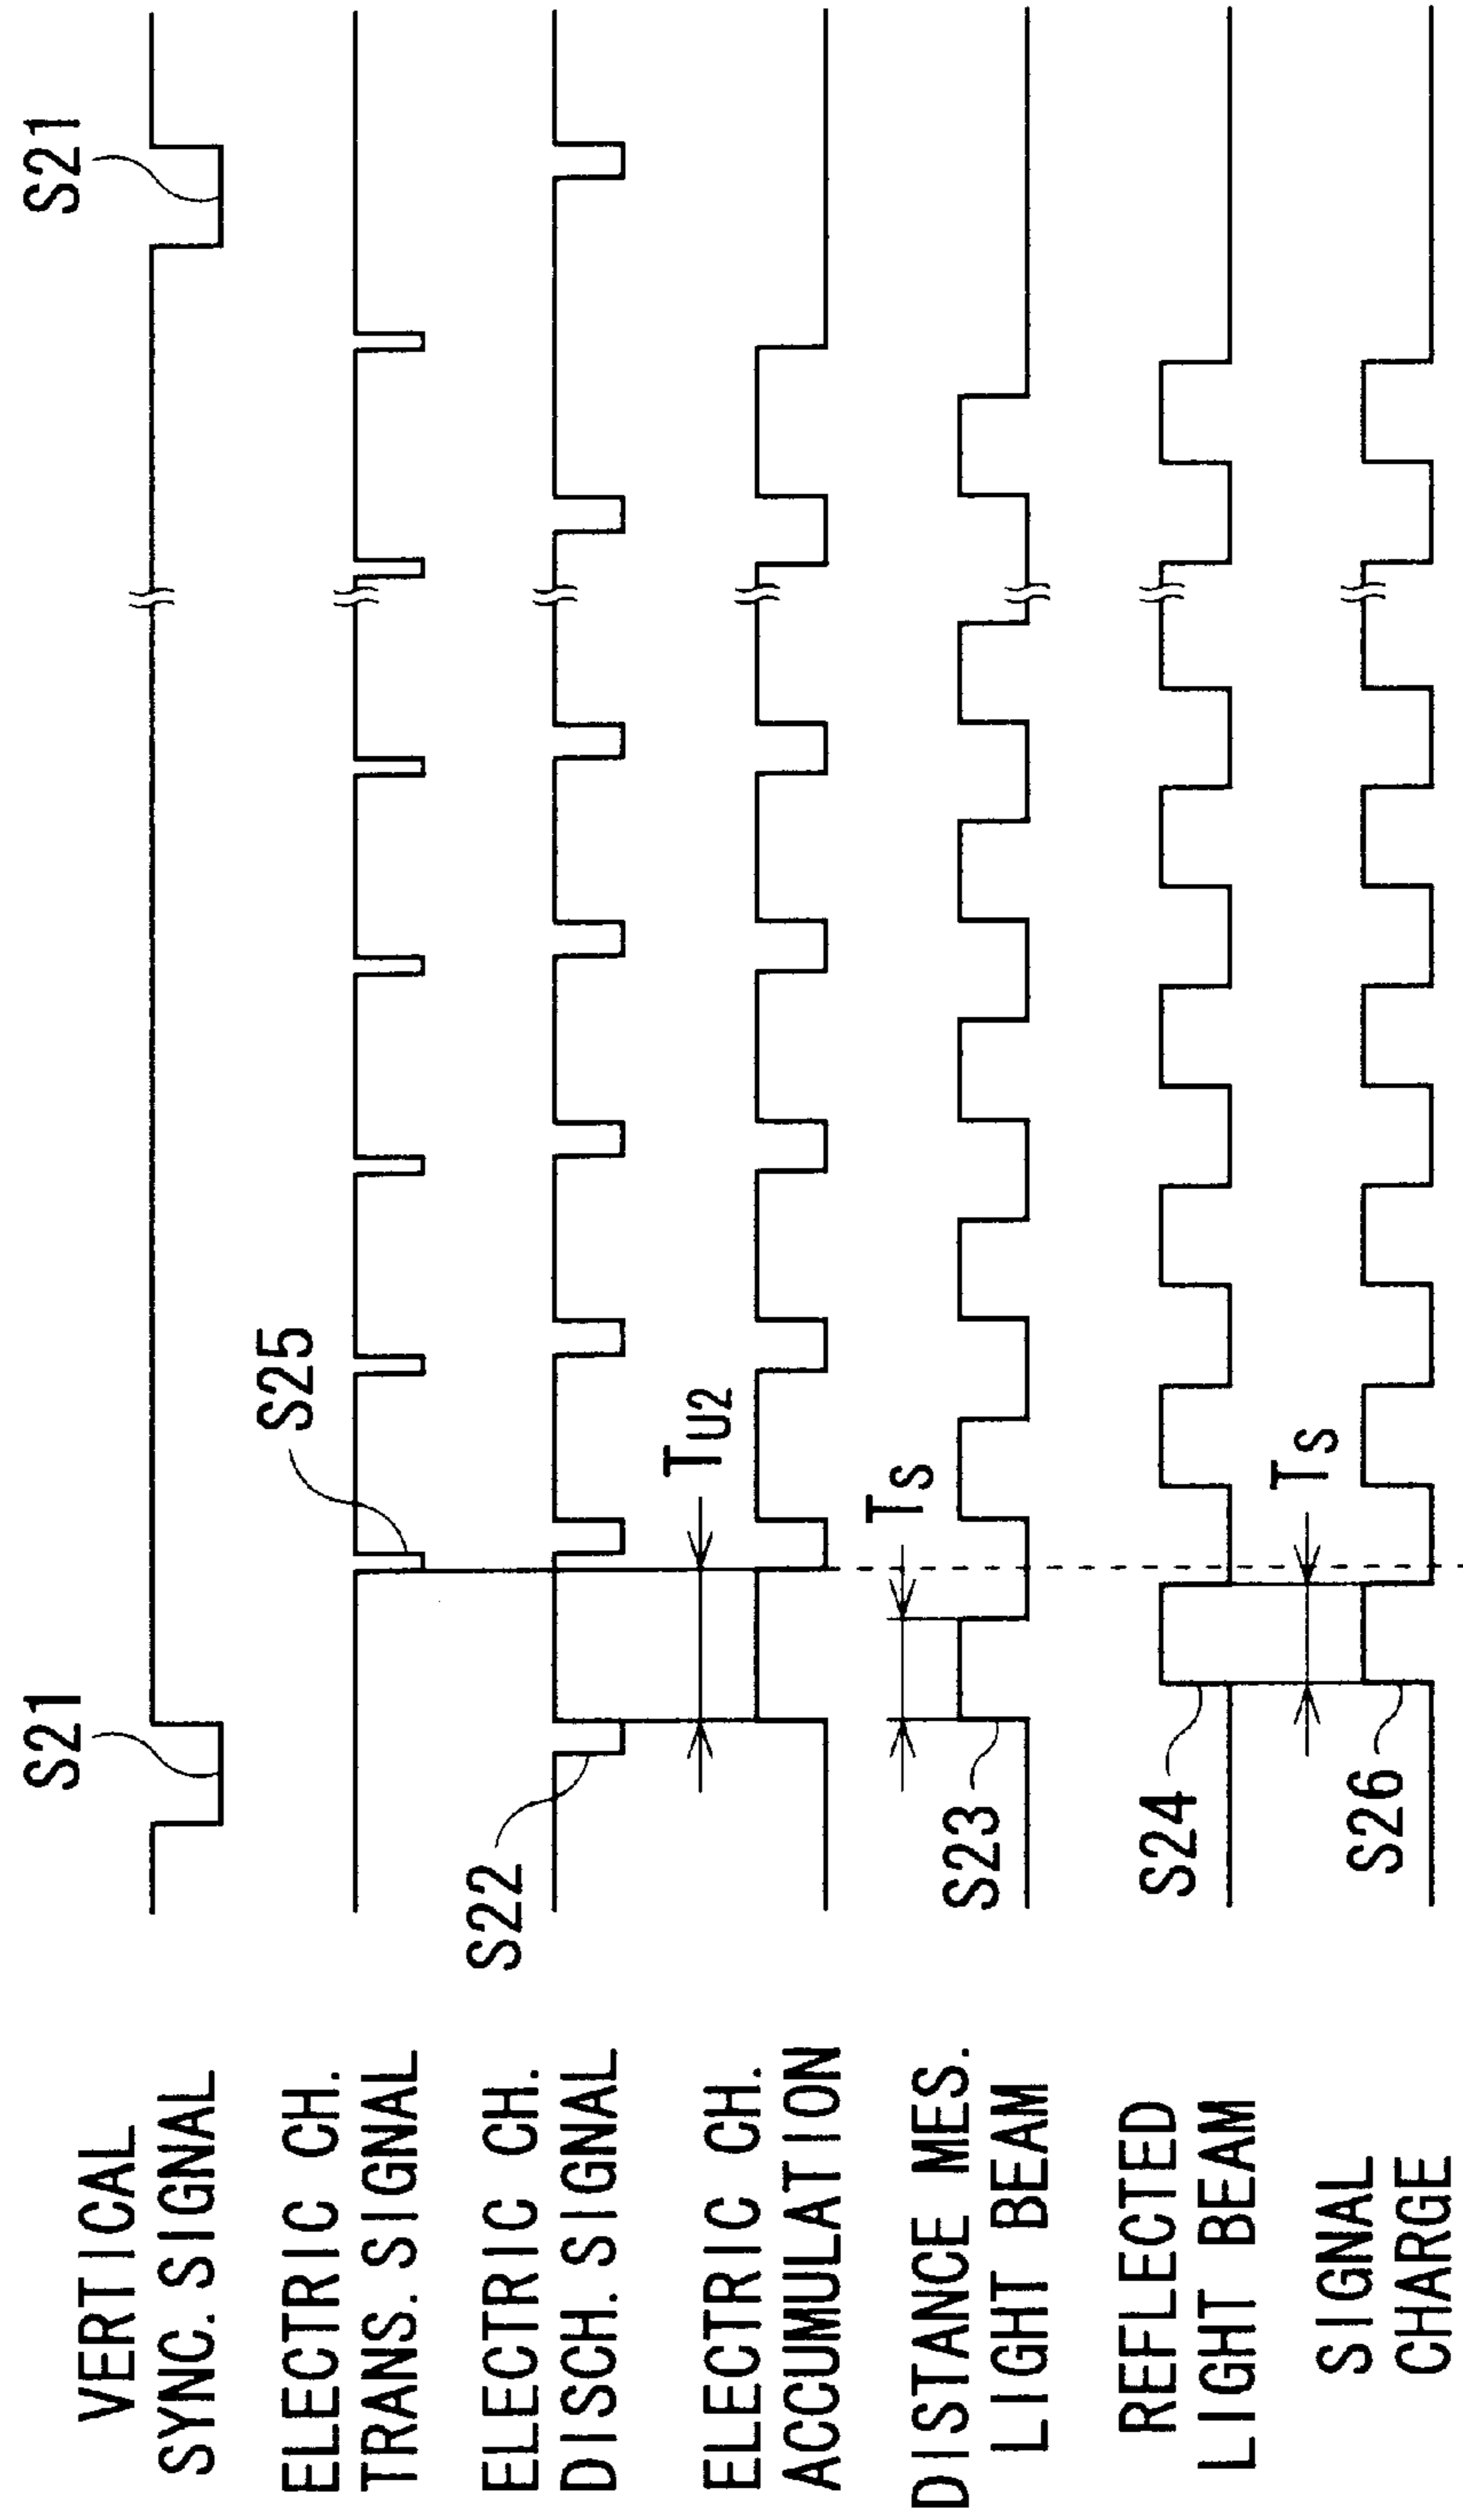 VERTICAL
SYNC. SIGNAL
S21
S21
ELECTRIC CH.
TRANS. SIGNAL
S25
ELECTRIC CH.
DISCH. SIGNAL
S22
ELECTRIC CH.
ACCUMULATION
TU2
DISTANCE MES.
LIGHT BEAM
S23
TS
REFLECTED
LIGHT BEAM
S24
SIGNAL
CHARGE
S26
TS